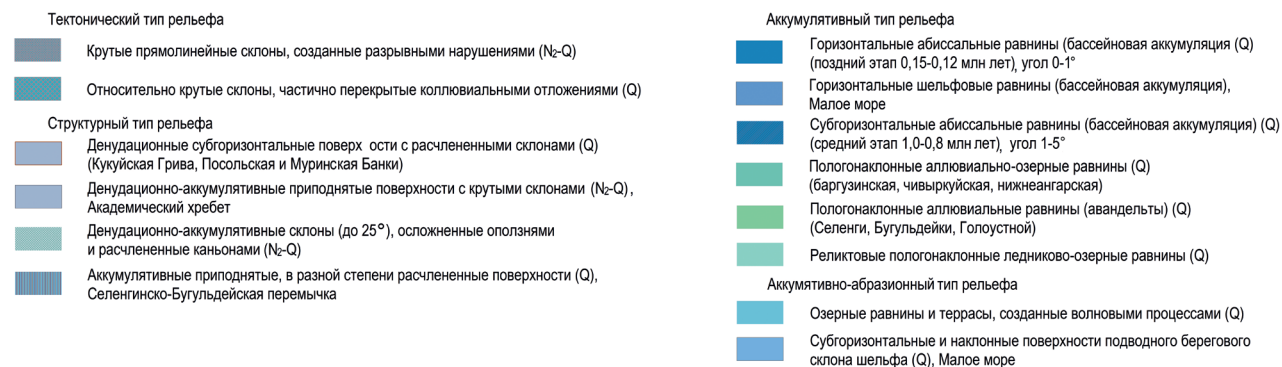 Тектонический тип рельефа
Крутые прямолинейные склоны, созданные разрывными нарушениями (N₂-Q)
Относительно крутые склоны, частично перекрытые коллювиальными отложениями (Q)
Структурный тип рельефа
Денудационные субгоризонтальные поверх ости с расчлененными склонами (Q)
(Кукуйская Грива, Посольская и Муринская Банки)
Денудационно-аккумулятивные приподнятые поверхности с крутыми склонами (N₂-Q),
Академический хребет
Денудационно-аккумулятивные склоны (до 25°), осложненные оползнями
и расчлененные каньонами (N₂-Q)
Аккумулятивные приподнятые, в разной степени расчлененные поверхности (Q),
Селенгинско-Бугульдейская перемычка
Аккумулятивный тип рельефа
Горизонтальные абиссальные равнины (бассейновая аккумуляция (Q)
(поздний этап 0,15-0,12 млн лет), угол 0-1°
Горизонтальные шельфовые равнины (бассейновая аккумуляция),
Малое море
Субгоризонтальные абиссальные равнины (бассейновая аккумуляция) (Q)
(средний этап 1,0-0,8 млн лет), угол 1-5°
Пологонаклонные аллювиально-озерные равнины (Q)
(баргузинская, чивыркуйская, нижнеангарская)
Пологонаклонные аллювиальные равнины (авандельты) (Q)
(Селенги, Бугульдейки, Голоустной)
Реликтовые пологонаклонные ледниково-озерные равнины (Q)
Аккумятивно-абразионный тип рельефа
Озерные равнины и террасы, созданные волновыми процессами (Q)
Субгоризонтальные и наклонные поверхности подводного берегового
склона шельфа (Q), Малое море